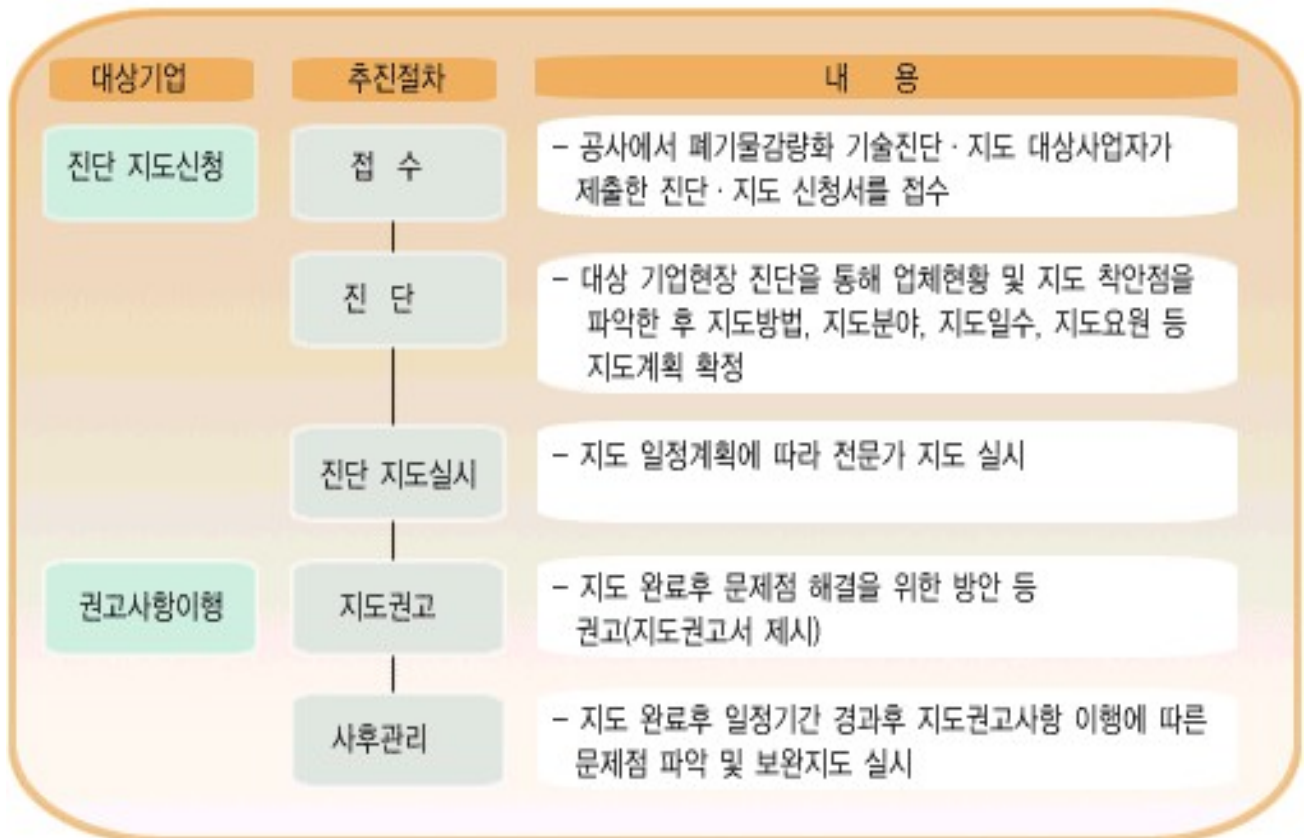 대상기업 추진절차 내 용
진단 지도신청 접 수
- 공사에서 폐기물감량화 기술진단 · 지도 대상사업자가
제출한 진단 · 지도 신청서를 접수
진 단
- 대상 기업현장 진단을 통해 업체현황 및 지도 착안점을
파악한 후 지도방법, 지도분야, 지도일수, 지도요원 등
지도계획 확정
진단 지도실시
- 지도 일정계획에 따라 전문가 지도 실시
권고사항이행 지도권고
- 지도 완료후 문제점 해결을 위한 방안 등
권고(지도권고서 제시)
사후관리
- 지도 완료후 일정기간 경과후 지도권고사항 이행에 따른
문제점 파악 및 보완지도 실시